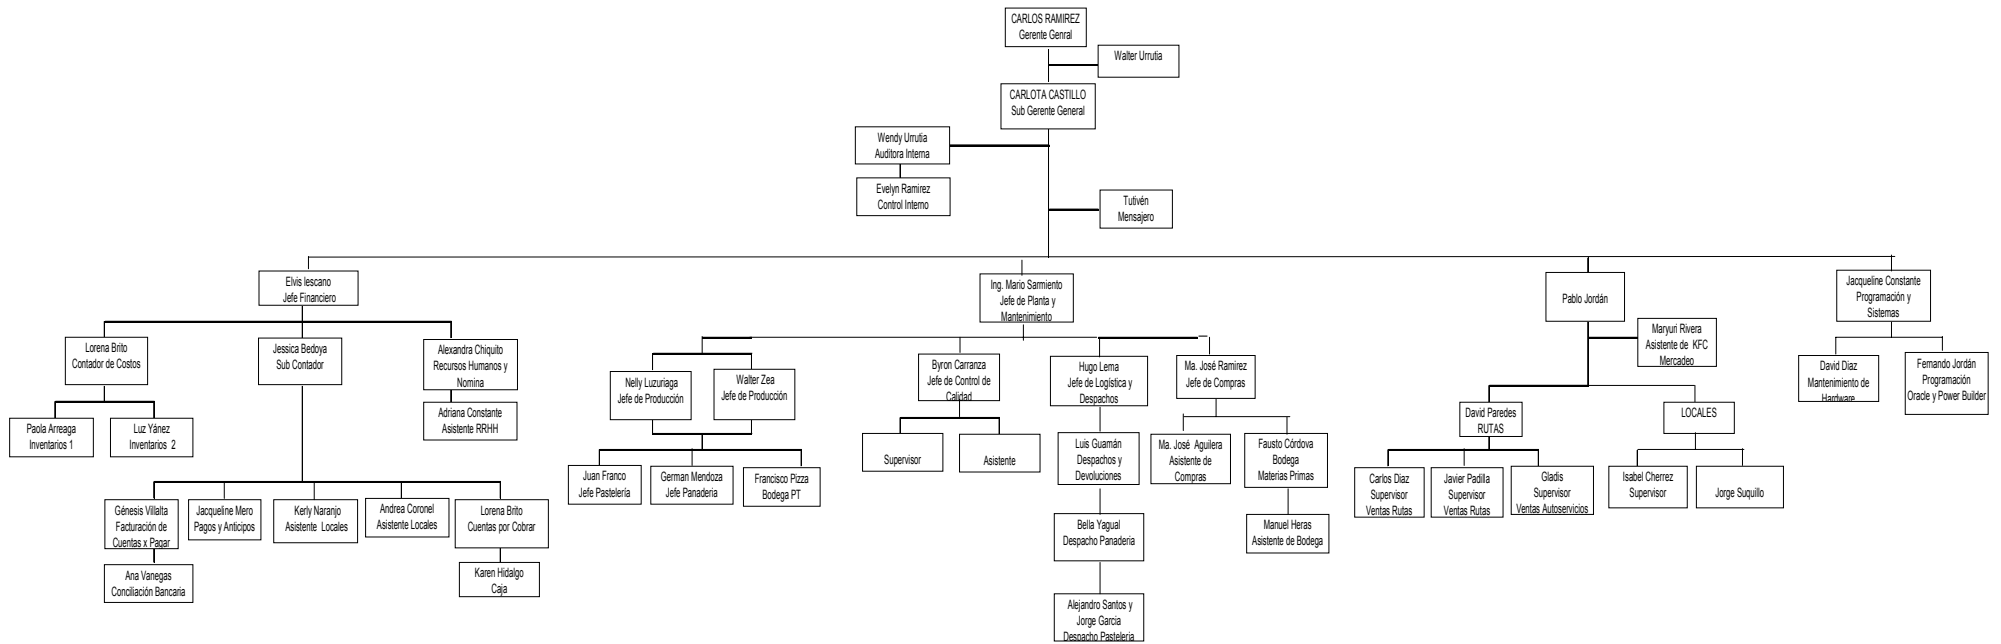 CARLOS RAMIREZ
Gerente Genral
Walter Urrutia
CARLOTA CASTILLO
Sub Gerente General
Wendy Urrutia
Auditora Interna
Evelyn Ramirez
Control Interno
Tutivén
Mensajero
Elvis lescano
Jefe Financiero
Ing. Mario Sarmiento
Jefe de Planta y
Mantenimiento
Pablo Jordán
Jacqueline Constante
Programación y
Sistemas
Lorena Brito
Contador de Costos
Jessica Bedoya
Sub Contador
Alexandra Chiquito
Recursos Humanos y
Nomina
Adriana Constante
Asistente RRHH
Paola Arreaga
Inventarios 1
Luz Yánez
Inventarios 2
Nelly Luzuriaga
Jefe de Producción
Walter Zea
Jefe de Producción
Byron Carranza
Jefe de Control de
Calidad
Hugo Lema
Jefe de Logística y
Despachos
Ma. José Ramirez
Jefe de Compras
Maryuri Rivera
Asistente de KFC
Mercadeo
David Diaz
Mantenimiento de
Hardware
Fernando Jordán
Programación
Oracle y Power Builder
David Paredes
RUTAS
LOCALES
Juan Franco
Jefe Pastelería
German Mendoza
Jefe Panaderia
Francisco Pizza
Bodega PT
Supervisor
Asistente
Luis Guamán
Despachos y
Devoluciones
Ma. José Aguilera
Asistente de
Compras
Fausto Córdova
Bodega
Materias Primas
Carlos Diaz
Supervisor
Ventas Rutas
Javier Padilla
Supervisor
Ventas Rutas
Gladis
Supervisor
Ventas Autoservicios
Isabel Cherrez
Supervisor
Jorge Suquillo
Génesis Villalta
Facturación de
Cuentas x Pagar
Jacqueline Mero
Pagos y Anticipos
Kerly Naranjo
Asistente Locales
Andrea Coronel
Asistente Locales
Lorena Brito
Cuentas por Cobrar
Bella Yagual
Despacho Panaderia
Manuel Heras
Asistente de Bodega
Ana Vanegas
Conciliación Bancaria
Karen Hidalgo
Caja
Alejandro Santos y
Jorge Garcia
Despacho Pasteleria